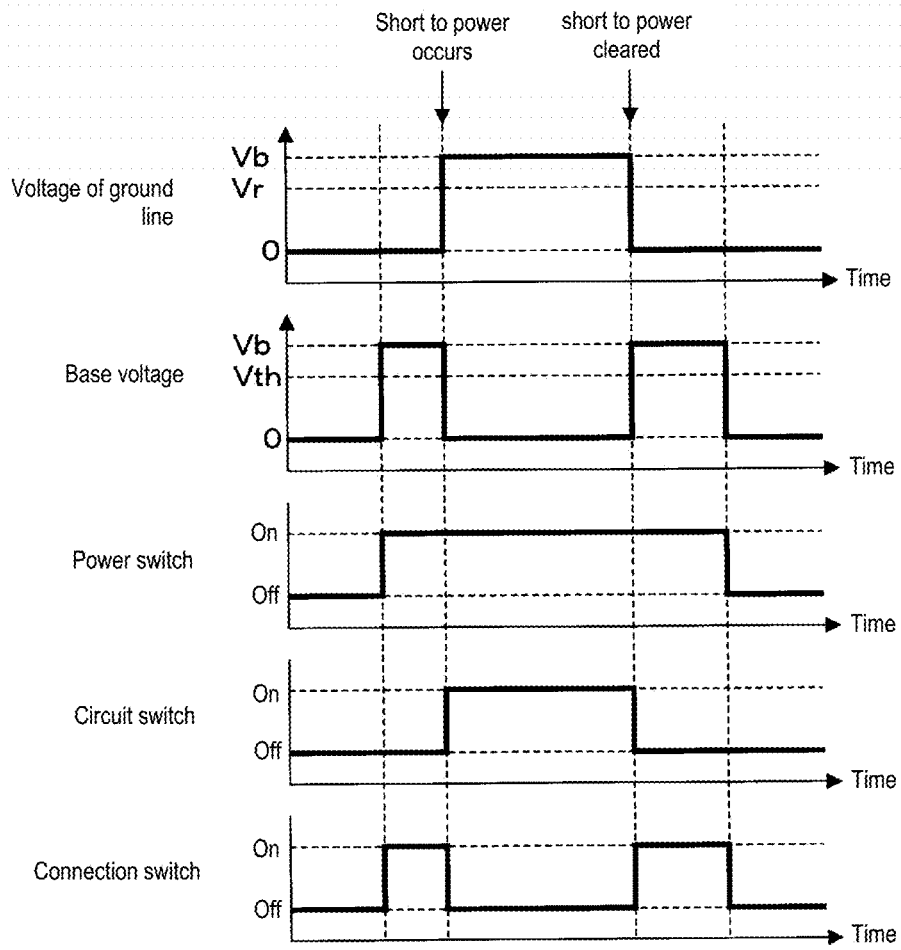 Short to power
occurs
short to power
cleared
Vb
Vr
0
Voltage of ground
line
Time
Vb
Vth
0
Base voltage
Time
On
Off
Power switch
Time
On
Off
Circuit switch
Time
On
Off
Connection switch
Time